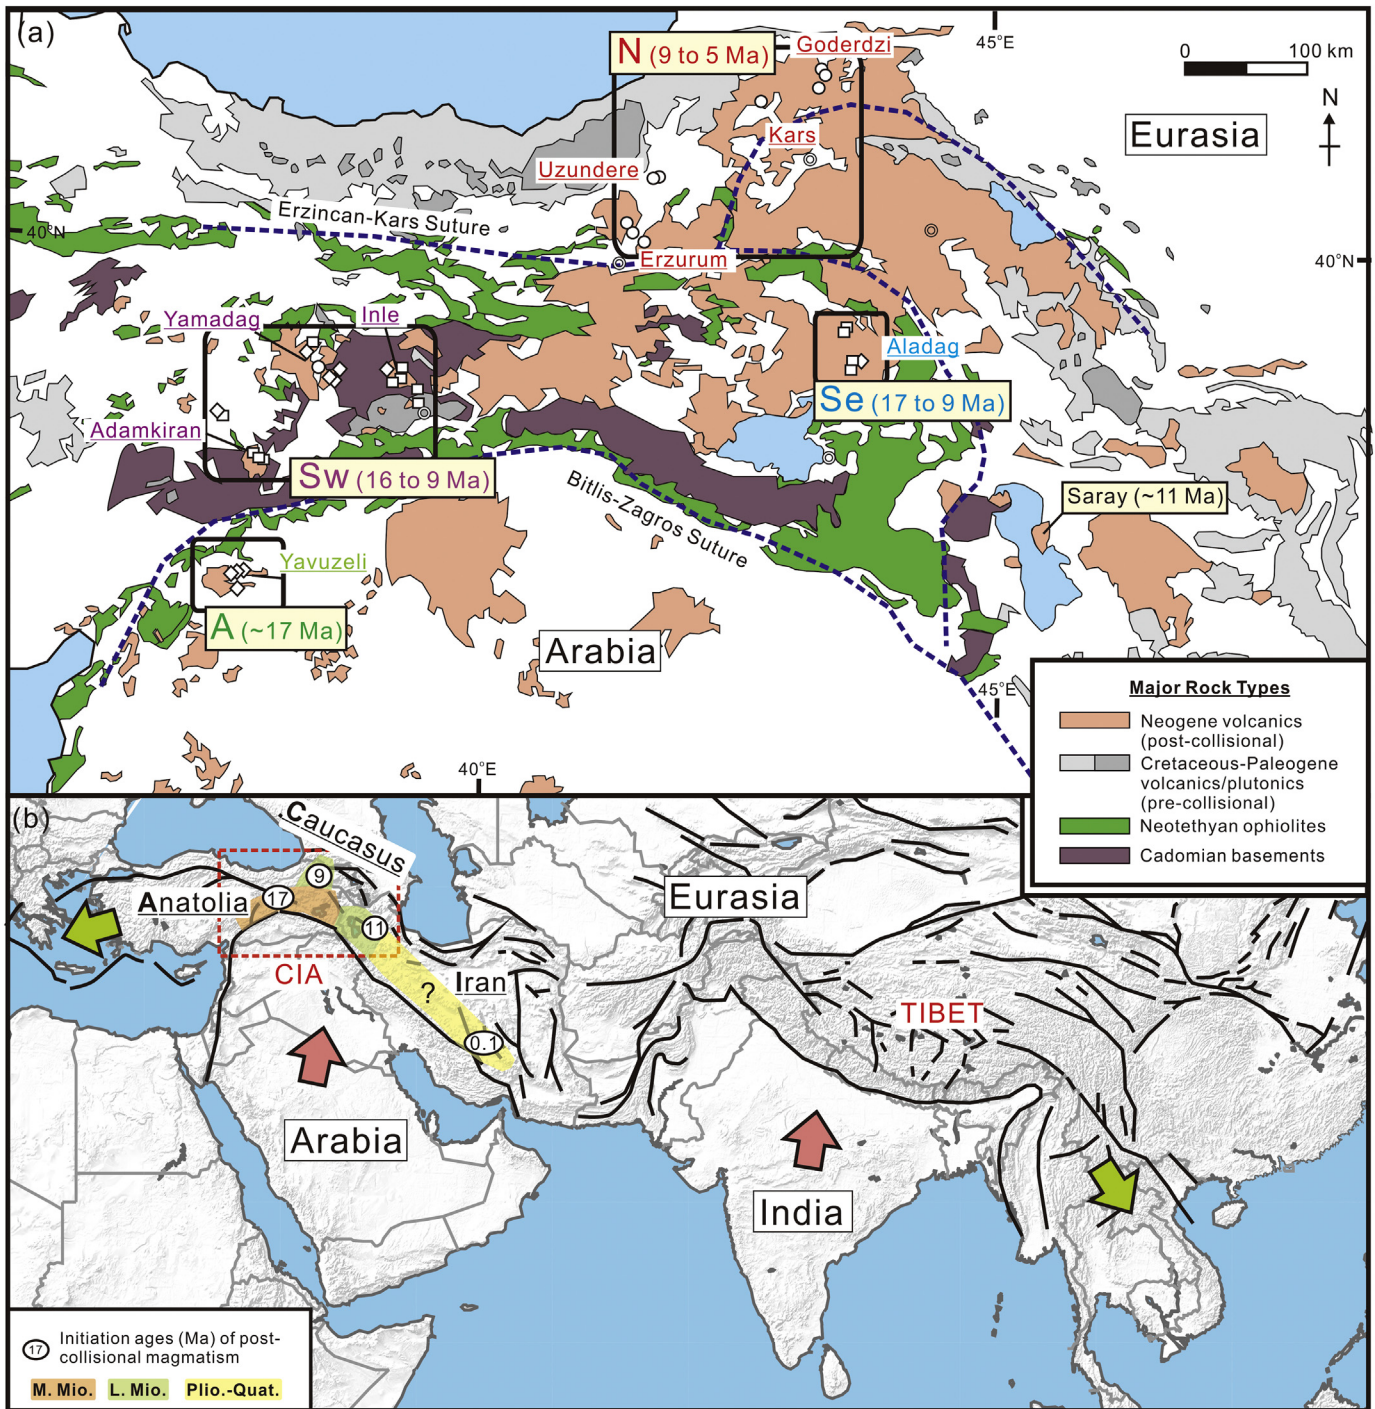 (a)
N (9 to 5 Ma)
Goderdzi
45°E
0 100 km
N
Eurasia
Kars
Uzundere
Erzincan-Kars Suture
40°N
Erzurum
40°N
Yamadag
Inle
Aladag
Se (17 to 9 Ma)
Adamkiran
Sw (16 to 9 Ma)
Bitlis-Zagros Suture
Saray (~11 Ma)
Yavuzeli
A (~17 Ma)
Arabia
45°E
40°E
Major Rock Types
Neogene volcanics
(post-collisional)
Cretaceous-Paleogene
volcanics/plutonics
(pre-collisional)
Neotethyan ophiolites
Cadomian basements
(b)
Caucasus
9
Anatolia
17
11
Eurasia
CIA
Iran
?
0.1
TIBET
Arabia
India
17 Initiation ages (Ma) of post-
collisional magmatism
M. Mio. L. Mio. Plio.-Quat.